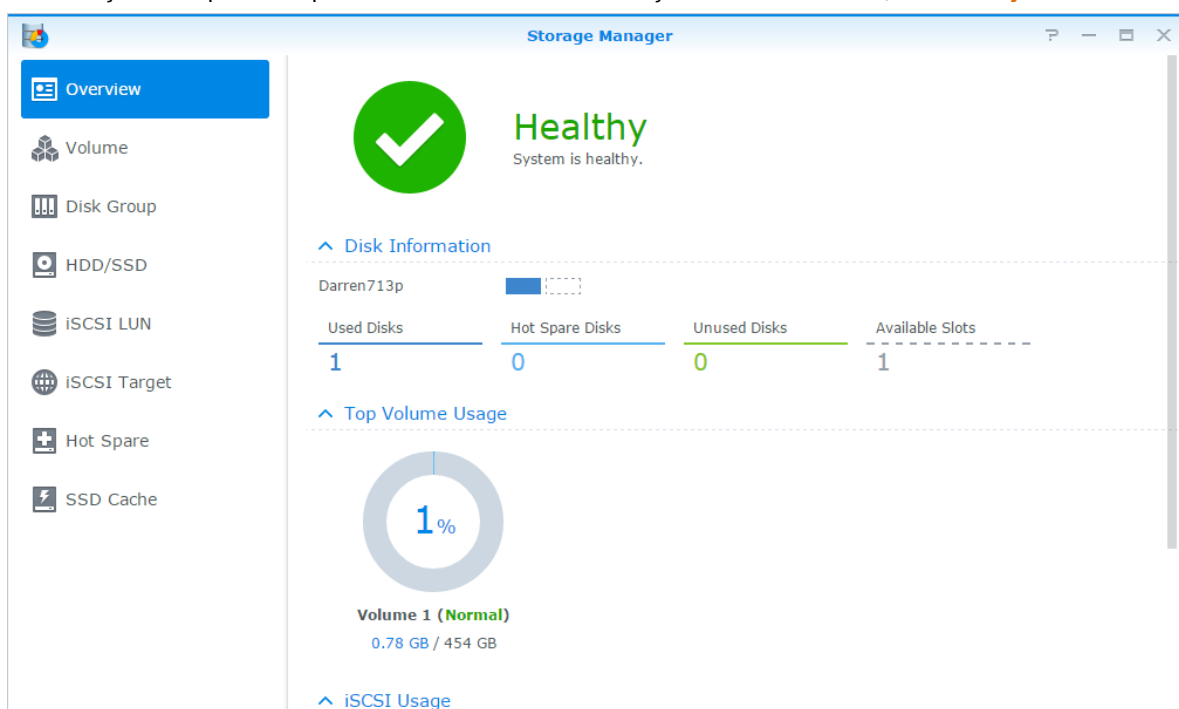 Storage Manager
Overview
Volume
Disk Group
HDD/SSD
iSCSI LUN
iSCSI Target
Hot Spare
SSD Cache
Healthy
System is healthy.
Disk Information
Darren713p
Used Disks Hot Spare Disks Unused Disks Available Slots
1 0 0 1
Top Volume Usage
1%
Volume 1 (Normal)
0.78 GB / 454 GB
iSCSI Usage